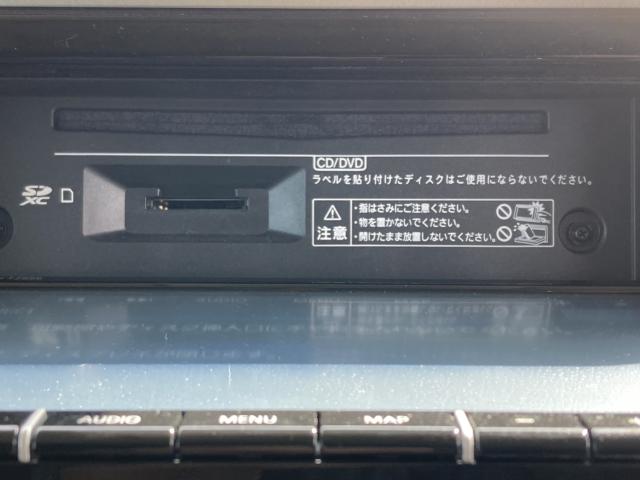 CD/DVD
ラベルを貼り付けたディスクはご使用にならないでください。
SD
XC
注意
・指はさみにご注意ください。
・物を置かないでください。
・開けたまま放置しないでください。
AUDIO MENU MAP